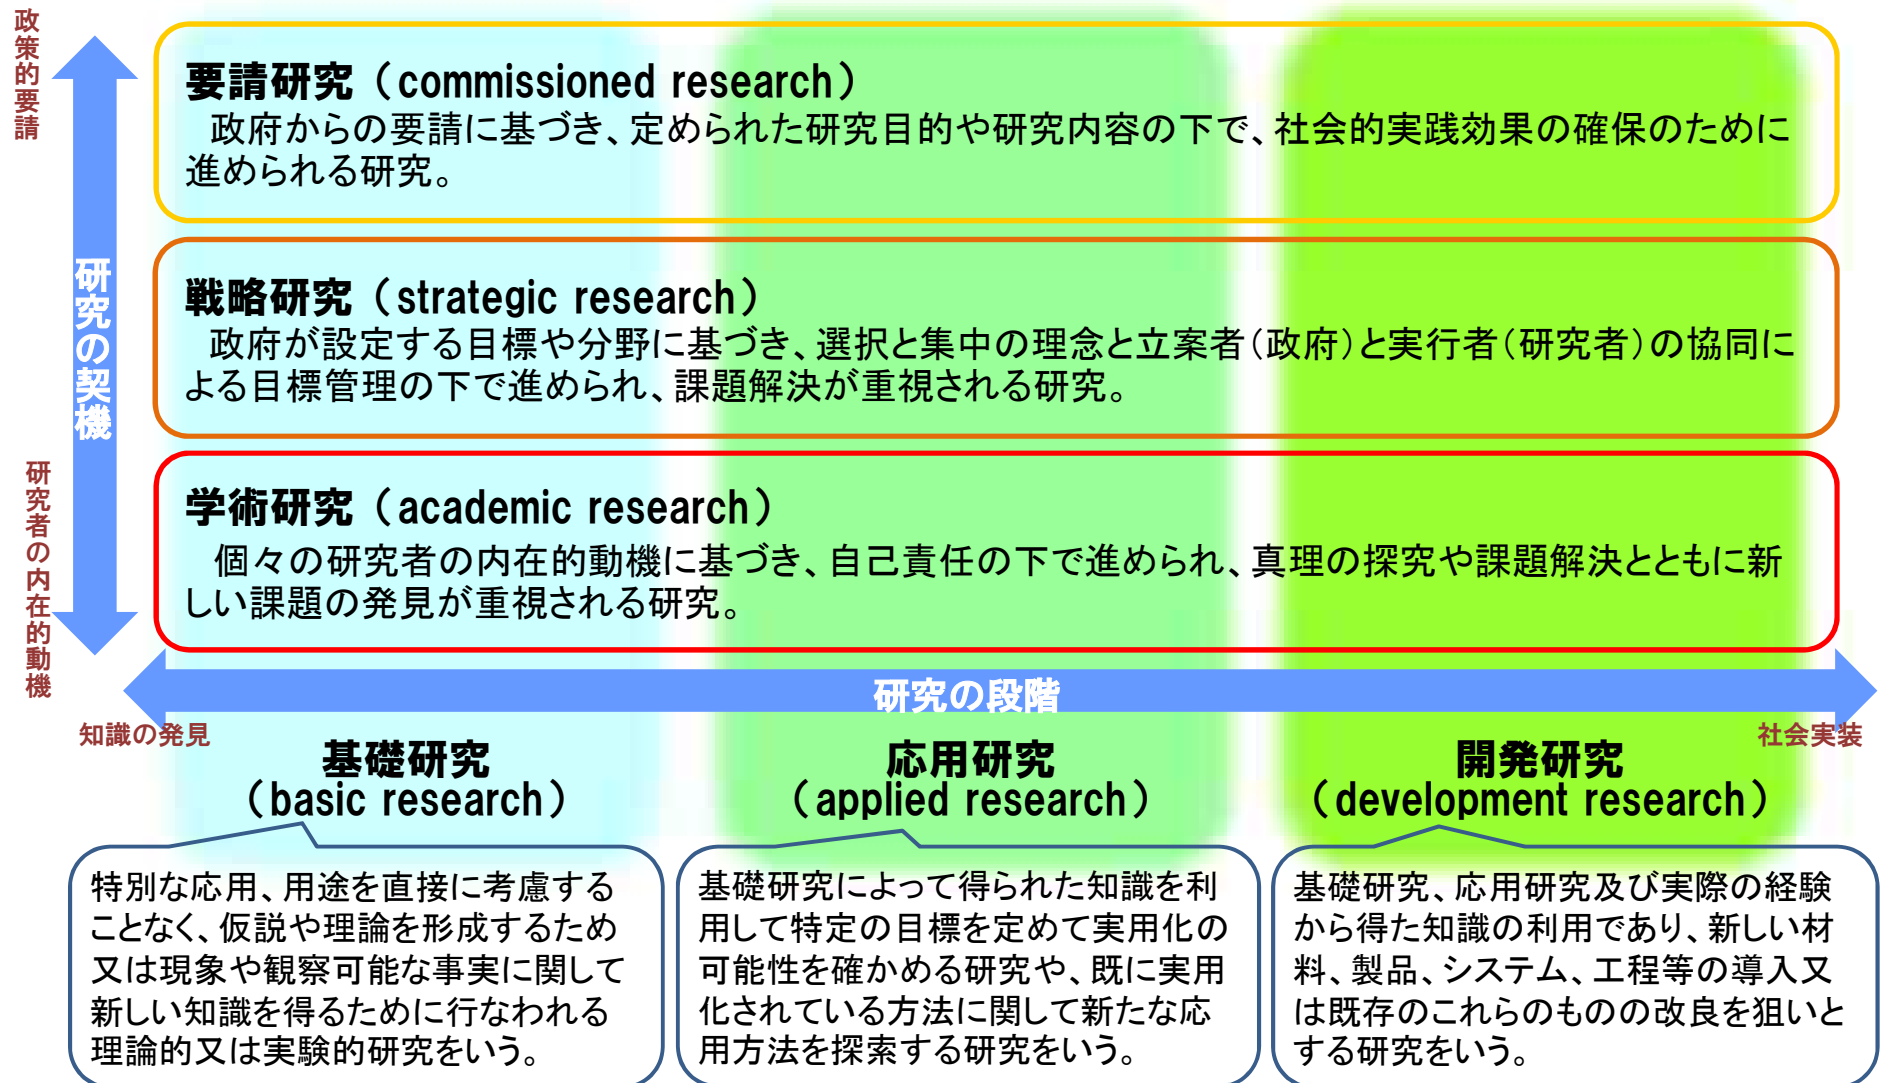 政策的要請
研究の契機
研究者の内在的動機
要請研究（commissioned research）
政府からの要請に基づき、定められた研究目的や研究内容の下で、社会的実践効果の確保のために
進められる研究。
戦略研究（strategic research）
政府が設定する目標や分野に基づき、選択と集中の理念と立案者（政府）と実行者（研究者）の協同に
よる目標管理の下で進められ、課題解決が重視される研究。
学術研究（academic research）
個々の研究者の内在的動機に基づき、自己責任の下で進められ、真理の探究や課題解決とともに新
しい課題の発見が重視される研究。
研究の段階
知識の発見
社会実装
基礎研究
（basic research）
応用研究
（applied research）
開発研究
（development research）
特別な応用、用途を直接に考慮する
ことなく、仮説や理論を形成するため
又は現象や観察可能な事実に関して
新しい知識を得るために行なわれる
理論的又は実験的研究をいう。
基礎研究によって得られた知識を利
用して特定の目標を定めて実用化の
可能性を確かめる研究や、既に実用
化されている方法に関して新たな応
用方法を探索する研究をいう。
基礎研究、応用研究及び実際の経験
から得た知識の利用であり、新しい材
料、製品、システム、工程等の導入又
は既存のこれらのものの改良を狙いと
する研究をいう。